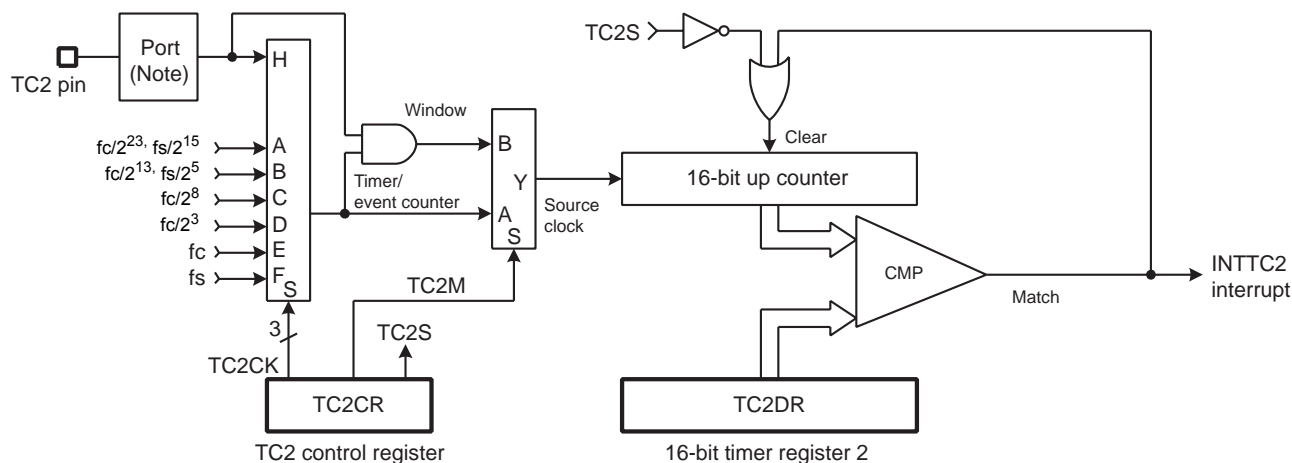 TC2 pin
Port
(Note)
H
fc/2^23, fs/2^15
A
fc/2^13, fs/2^5
B
fc/2^8
C
fc/2^3
D
fc
E
fs
F
S
3
TC2CK
Window
Timer/
event counter
B
Y
A
S
Source
clock
TC2M
TC2S
TC2CR
TC2 control register
TC2S
Clear
16-bit up counter
CMP
Match
INTTC2
interrupt
TC2DR
16-bit timer register 2